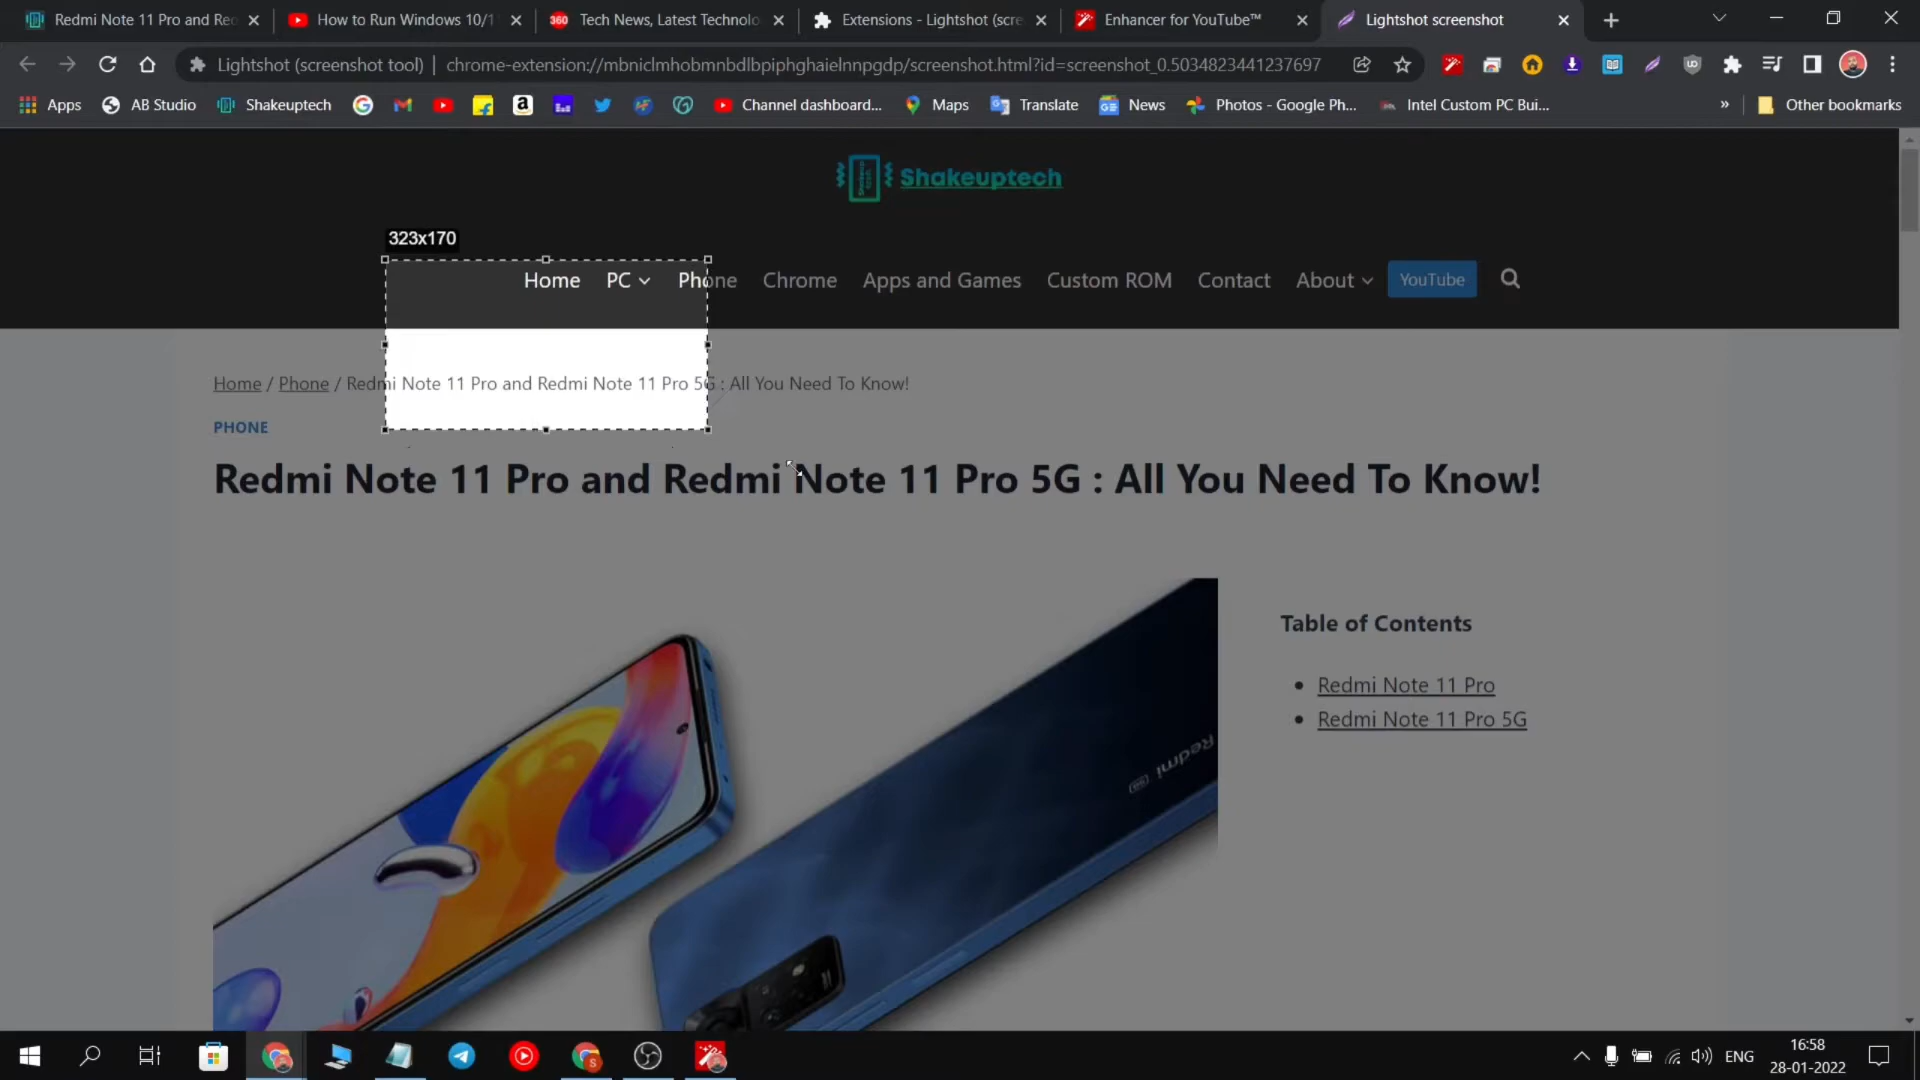 Redmi Note 11 Pro and Re
How to Run Windows 10/1
360
Tech News, Latest Technolo
Extensions - Lightshot (scre
Enhancer for YouTube™
Lightshot screenshot
Lightshot (screenshot tool) | chrome-extension://mbniclmhobmnbdlbpiphghaielnnpgdp/screenshot.html?id=screenshot_0.5034823441237697
Apps
AB Studio
Shakeuptech
Channel dashboard...
Maps
Translate
News
Photos - Google Ph...
Intel Custom PC Bui...
»
Other bookmarks
Shakeuptech
323x170
Home
PC
Phone
Chrome
Apps and Games
Custom ROM
Contact
About
YouTube
Home / Phone / Redmi Note 11 Pro and Redmi Note 11 Pro 5G : All You Need To Know!
PHONE
Redmi Note 11 Pro and Redmi Note 11 Pro 5G : All You Need To Know!
Table of Contents
Redmi Note 11 Pro
Redmi Note 11 Pro 5G
Redmi
ENG
16:58
28-01-2022